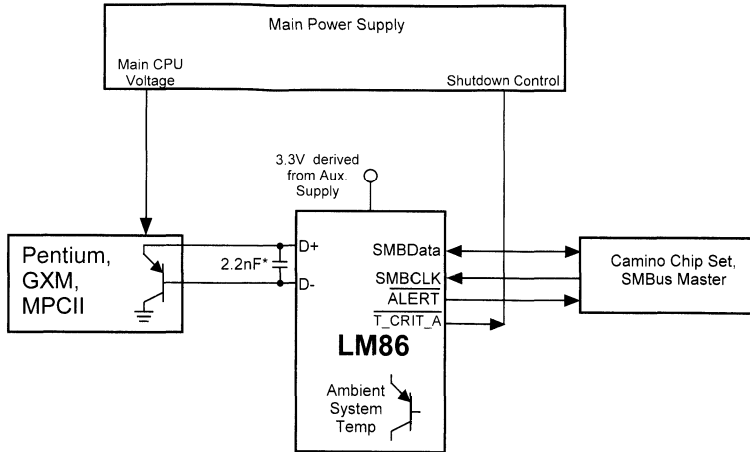 Main Power Supply
Main CPU
Voltage
Shutdown Control
3.3V derived
from Aux.
Supply
Pentium,
GXM,
MPCII
2.2nF*
D+
D-
SMBData
SMBCLK
ALERT
T_CRIT_A
LM86
Ambient
System
Temp
Camino Chip Set,
SMBus Master